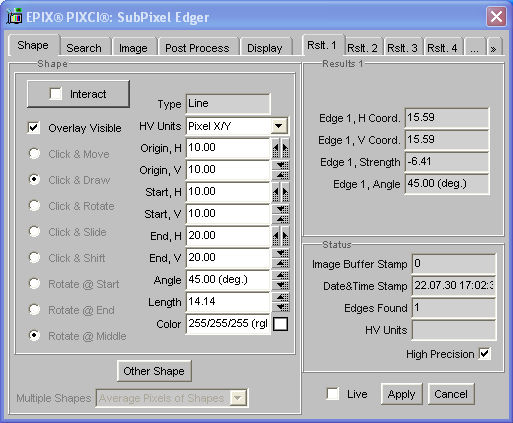 EPIX® PIXCI®: SubPixel Edger
Shape Search Image Post Process Display Rslt. 1 Rslt. 2 Rslt. 3 Rslt. 4 ... »
Shape
Interact
Overlay Visible
Click & Move
Click & Draw
Click & Rotate
Click & Slide
Click & Shift
Rotate @ Start
Rotate @ End
Rotate @ Middle
Type Line
HV Units Pixel X/Y
Origin, H 10.00
Origin, V 10.00
Start, H 10.00
Start, V 10.00
End, H 20.00
End, V 20.00
Angle 45.00 (deg.)
Length 14.14
Color 255/255/255 (rgl
Other Shape
Multiple Shapes Average Pixels of Shapes
Results 1
Edge 1, H Coord. 15.59
Edge 1, V Coord. 15.59
Edge 1, Strength -6.41
Edge 1, Angle 45.00 (deg.)
Status
Image Buffer Stamp 0
Date&Time Stamp 22.07.30 17:02:3
Edges Found 1
HV Units
High Precision
Live Apply Cancel